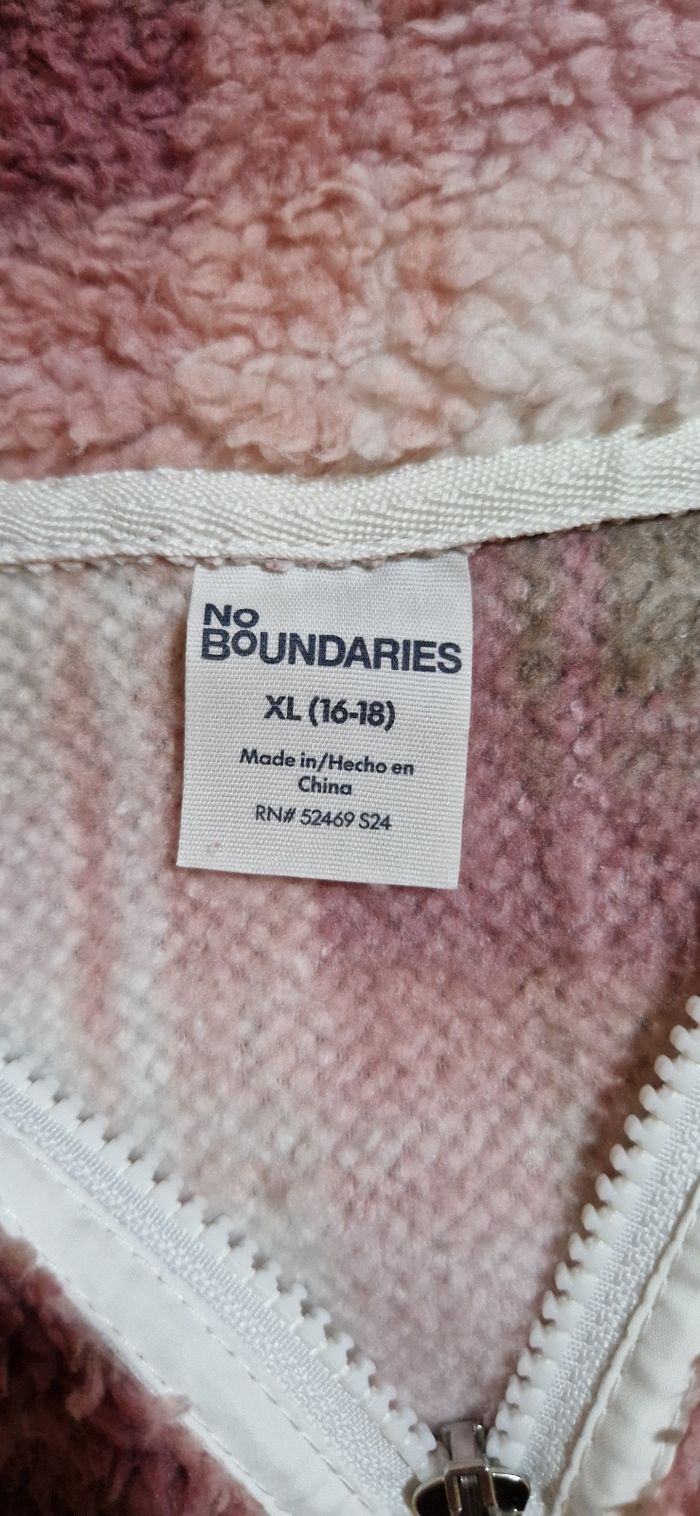 No
BoUNDARIES
XL (16-18)
Made in/Hecho en
China
RN# 52469 S24